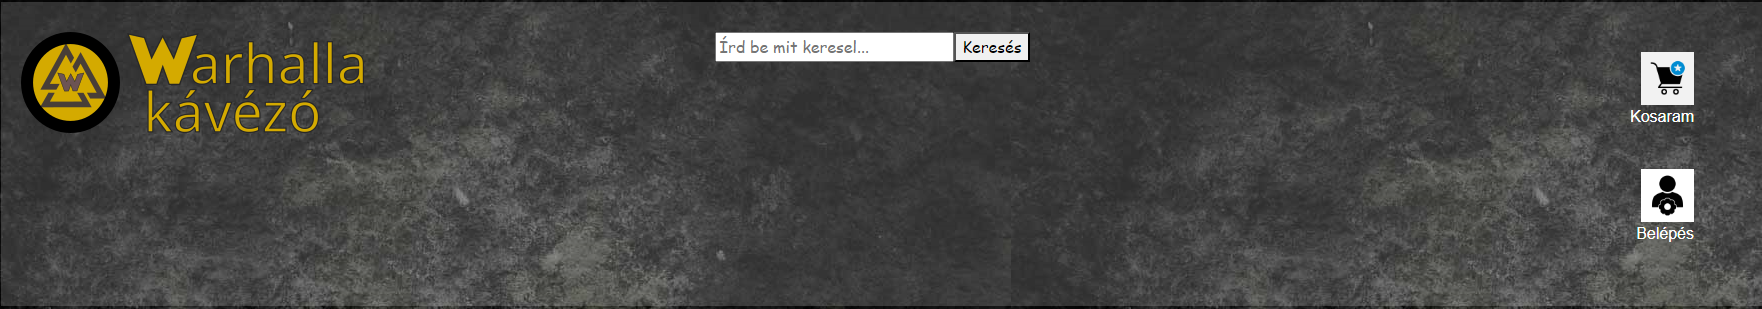 W
Warhalla
kávézó
Írd be mit keresel...
Keresés
Kosaram
Belépés